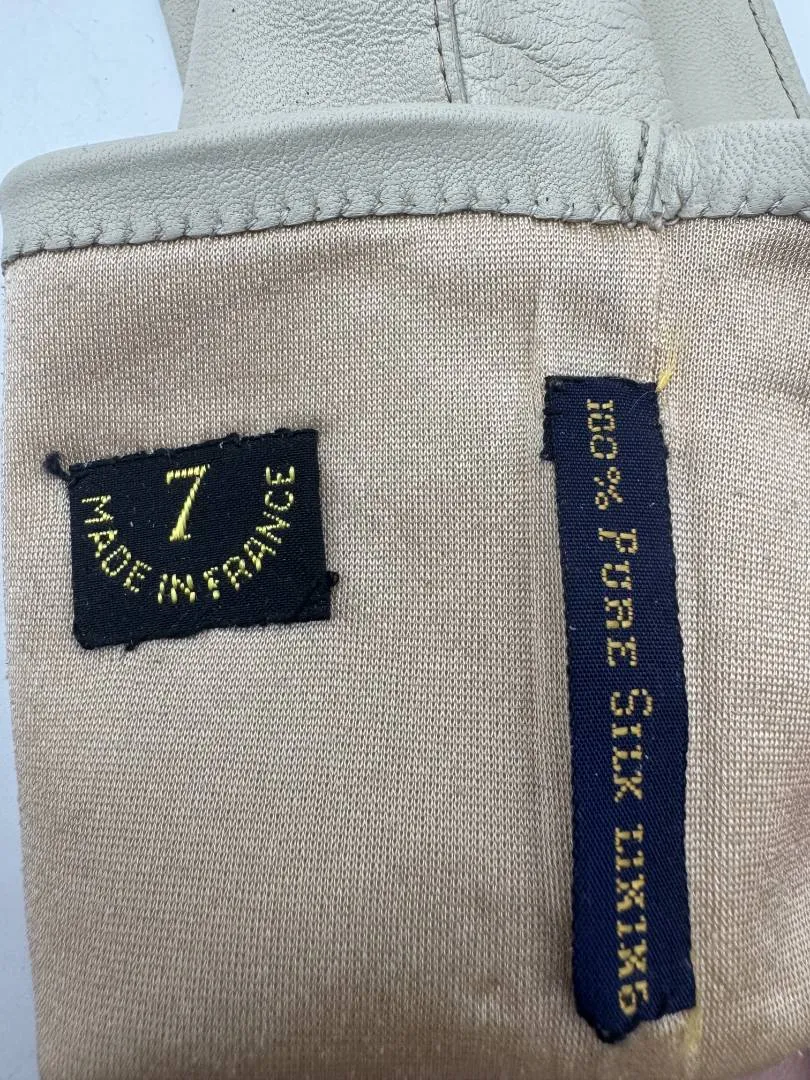 7
MADE IN FRANCE
100% PURE SILK LINING